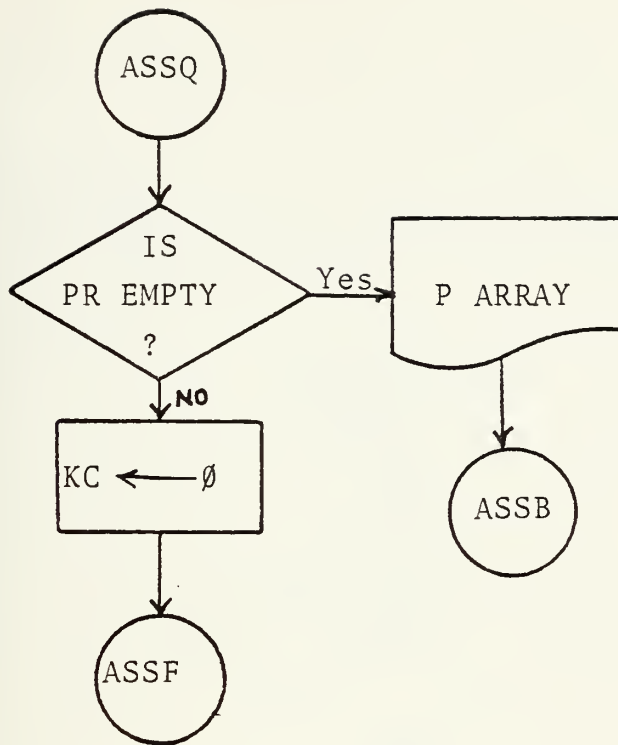 ASSQ
IS
PR EMPTY
?
Yes
P ARRAY
NO
KC ← Ø
ASSB
ASSF